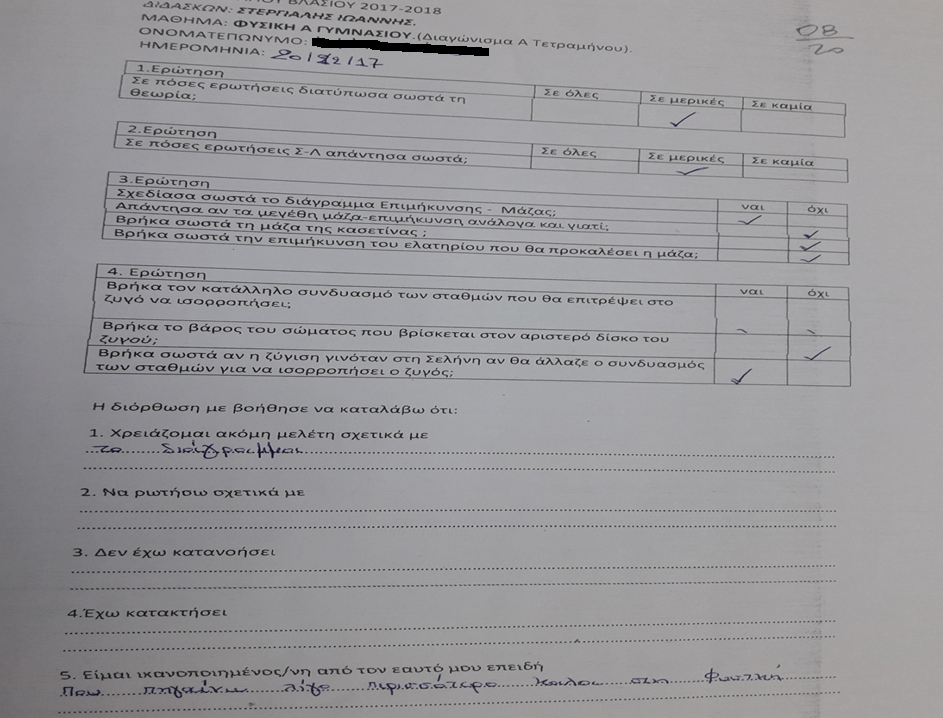 ΒΛΑΣΙΟΥ 2017-2018
ΔΙΔΑΣΚΩΝ: ΣΤΕΡΓΙΑΛΗΣ ΙΩΑΝΝΗΣ.
ΜΑΘΗΜΑ: ΦΥΣΙΚΗ Α ΓΥΜΝΑΣΙΟΥ.(Διαγώνισμα Α Τετραμήνου).
ΟΝΟΜΑΤΕΠΩΝΥΜΟ:
ΗΜΕΡΟΜΗΝΙΑ: 20/12/17
08
20
1.Ερώτηση
Σε πόσες ερωτήσεις διατύπωσα σωστά τη θεωρία; Σε όλες Σε μερικές Σε καμία
✓
2.Ερώτηση
Σε πόσες ερωτήσεις Σ-Λ απάντησα σωστά; Σε όλες Σε μερικές Σε καμία
✓
3.Ερώτηση
Σχεδίασα σωστά το διάγραμμα Επιμήκυνσης - Μάζας; ναι όχι
Απάντησα αν τα μεγέθη μάζα-επιμήκυνση ανάλογα και γιατί; ✓
Βρήκα σωστά τη μάζα της κασετίνας ; ✓
Βρήκα σωστά την επιμήκυνση του ελατηρίου που θα προκαλέσει η μάζα; ✓
✓
4. Ερώτηση
Βρήκα τον κατάλληλο συνδυασμό των σταθμών που θα επιτρέψει στο ναι όχι
ζυγό να ισορροπήσει;
Βρήκα το βάρος του σώματος που βρίσκεται στον αριστερό δίσκο του
ζυγού; ✓
Βρήκα σωστά αν η ζύγιση γινόταν στη Σελήνη αν θα άλλαζε ο συνδυασμός
των σταθμών για να ισορροπήσει ο ζυγός; ✓
Η διόρθωση με βοήθησε να καταλάβω ότι:
1. Χρειάζομαι ακόμη μελέτη σχετικά με
το διάγραμμα
2. Να ρωτήσω σχετικά με
3. Δεν έχω κατανοήσει
4.Έχω κατακτήσει
5. Είμαι ικανοποιημένος/νη από τον εαυτό μου επειδή
Που πηγαίνω λίγο περισσότερο καλα στη Φυσική